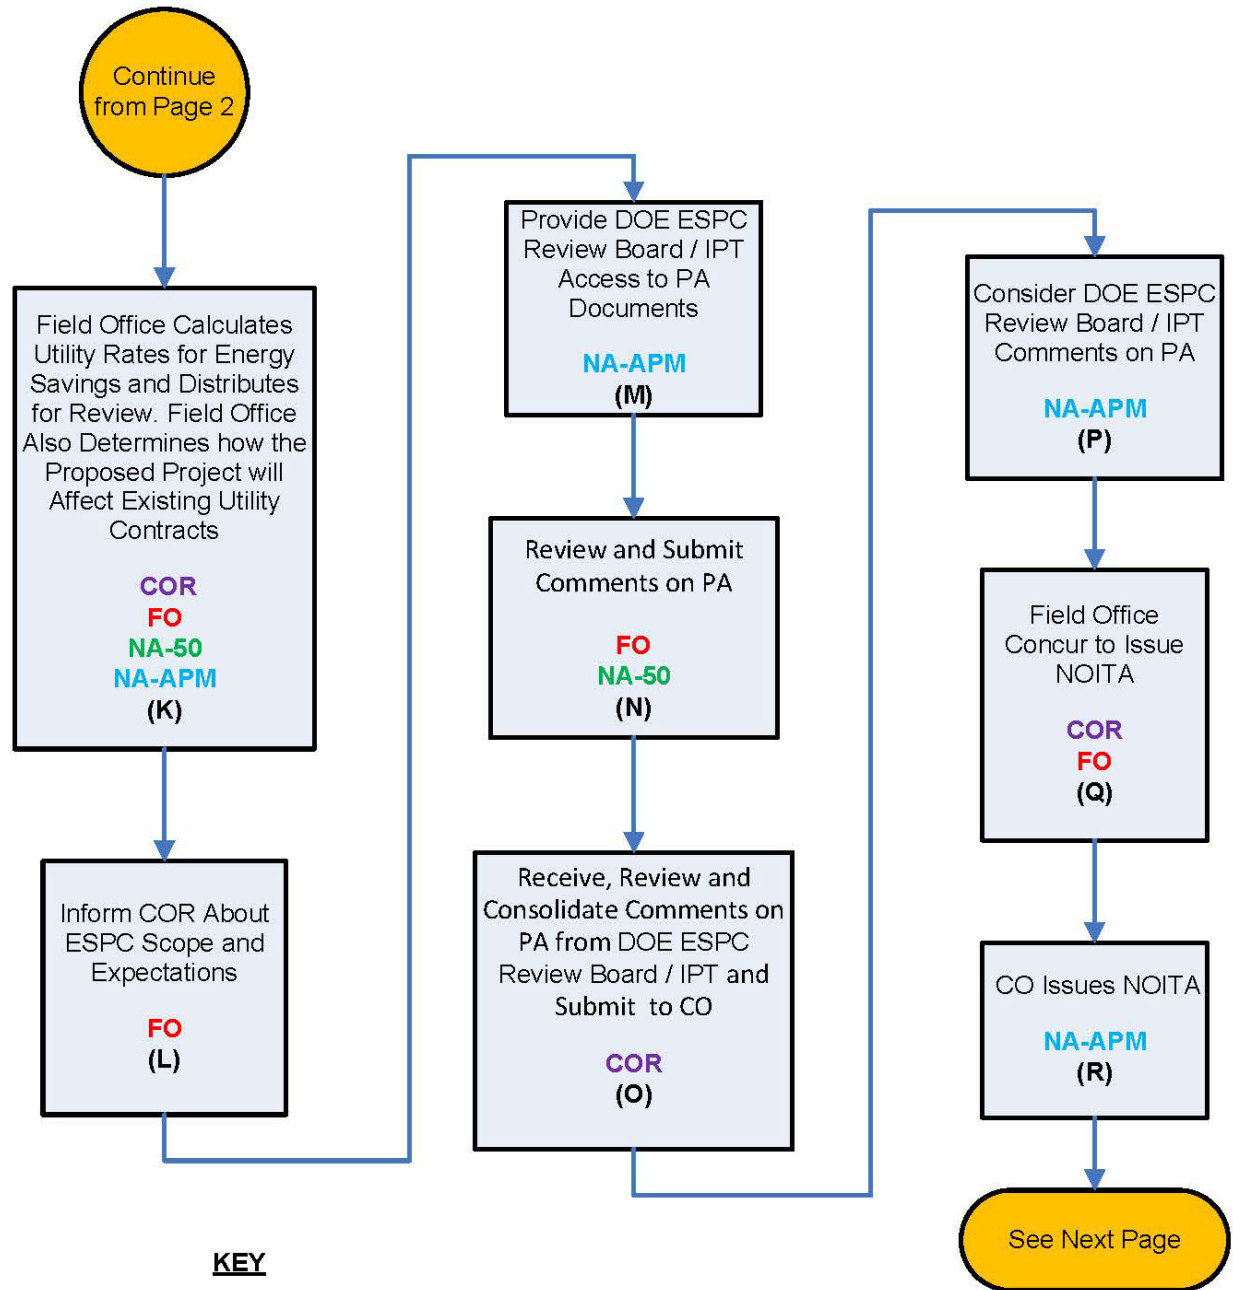 Continue
from Page 2
Field Office Calculates
Utility Rates for Energy
Savings and Distributes
for Review. Field Office
Also Determines how the
Proposed Project will
Affect Existing Utility
Contracts
COR
FO
NA-50
NA-APM
(K)
Inform COR About
ESPC Scope and
Expectations
FO
(L)
Provide DOE ESPC
Review Board / IPT
Access to PA
Documents
NA-APM
(M)
Review and Submit
Comments on PA
FO
NA-50
(N)
Receive, Review and
Consolidate Comments on
PA from DOE ESPC
Review Board / IPT and
Submit to CO
COR
(O)
Consider DOE ESPC
Review Board / IPT
Comments on PA
NA-APM
(P)
Field Office
Concur to Issue
NOITA
COR
FO
(Q)
CO Issues NOITA
NA-APM
(R)
See Next Page
KEY